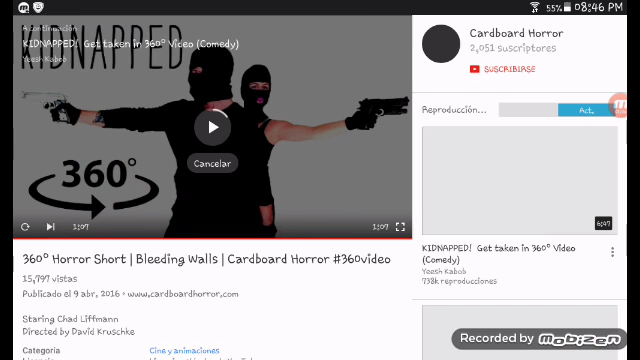 55% 08:46 PM
KIDNAPPED
A continuación
KIDNAPPED! Get taken in 360° Video (Comedy)
Yeesh Kabob
Cancelar
360°
1:07
1:07
360° Horror Short | Bleeding Walls | Cardboard Horror #360video
15,797 vistas
Publicado el 9 abr, 2016 • www.cardboardhorror.com
Staring Chad Liffmann
Directed by David Kruschke
Categoría Cine y animaciones
Cardboard Horror
2,051 suscriptores
SUSCRIBIRSE
Reproducción... Act.
6:47
KIDNAPPED! Get taken in 360° Video
(Comedy)
Yeesh Kabob
738k reproducciones
Recorded by Mobizen